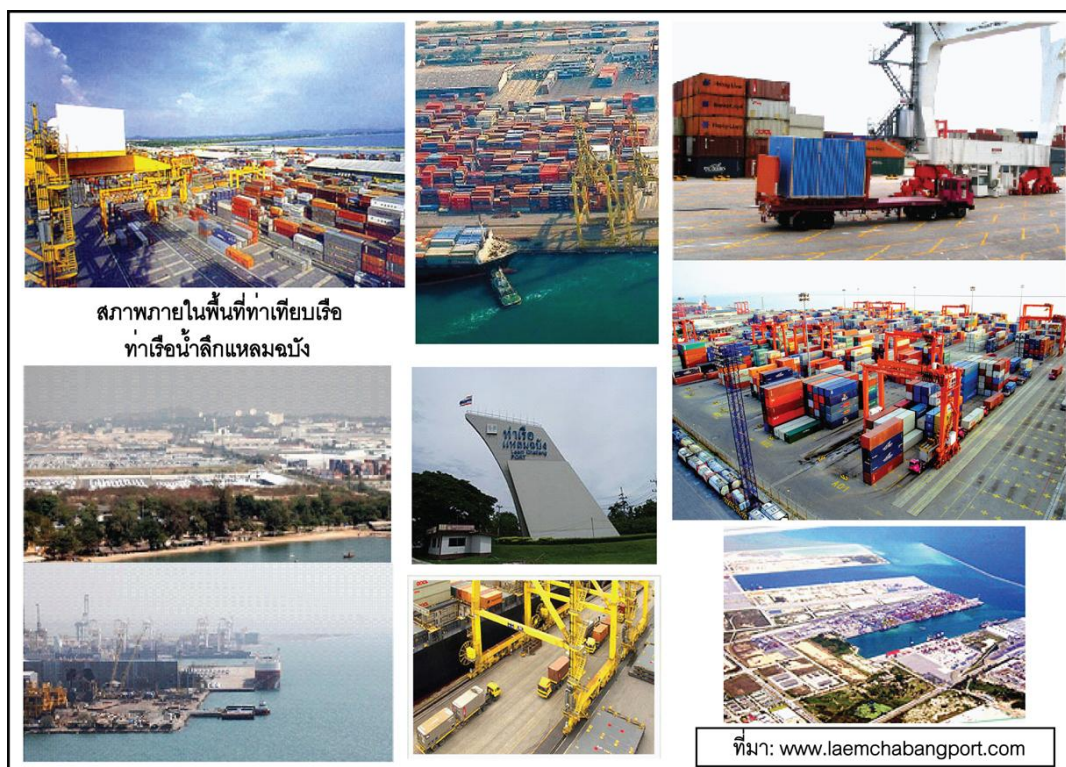 สภาพภายในพื้นที่ท่าเทียบเรือ
ท่าเรือน้ำลึกแหลมฉบัง
ท่าเรือ
แหลมฉบัง
Laem Chabang
PORT
ที่มา: www.laemchabangport.com